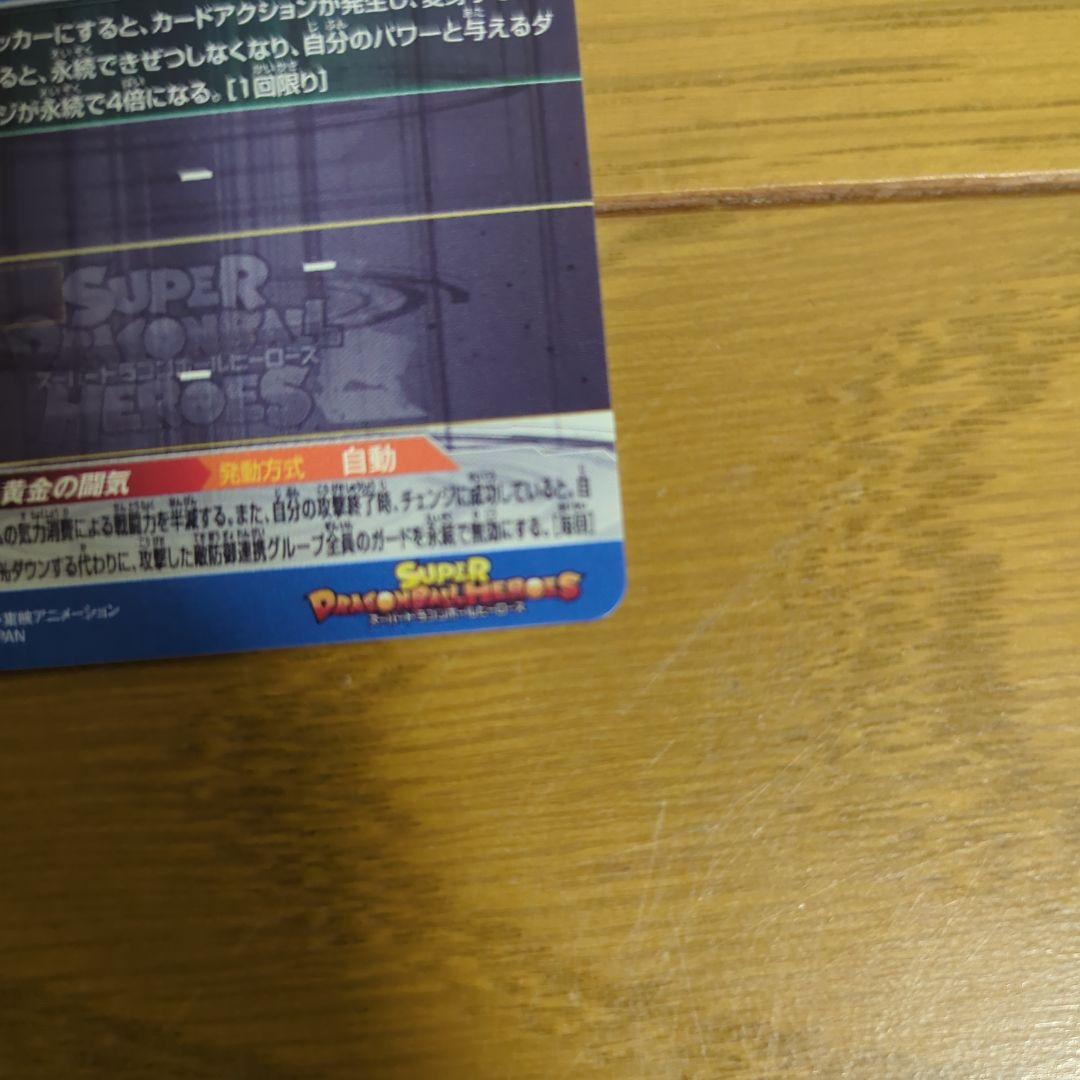 ッカーにすると、カードアクションが発生し、変身
ると、永続できぜつしなくなり、自分のパワーと与えるダ
ジが永続で4倍になる。[1回限り]
SUPER
DRAGONBALL
スーパードラゴンボールヒーローズ
HEROES
黄金の闘気 発動方式 自動
の気力消費による戦闘力を半減する。また、自分の攻撃終了時、チェンジに成功していると、自
ダウンする代わりに、攻撃した敵防御連携グループ全員のガードを永続で無効にする。[毎回]
SUPER
DRAGONBALL HEROES
スーパードラゴンボールヒーローズ
・東映アニメーション
PAN